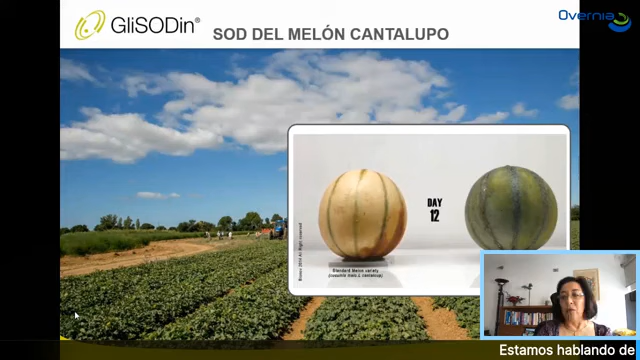 GliSODin®
SOD DEL MELÓN CANTALUPO
Overnia
DAY
12
Standard Melon variety
Estamos hablando de